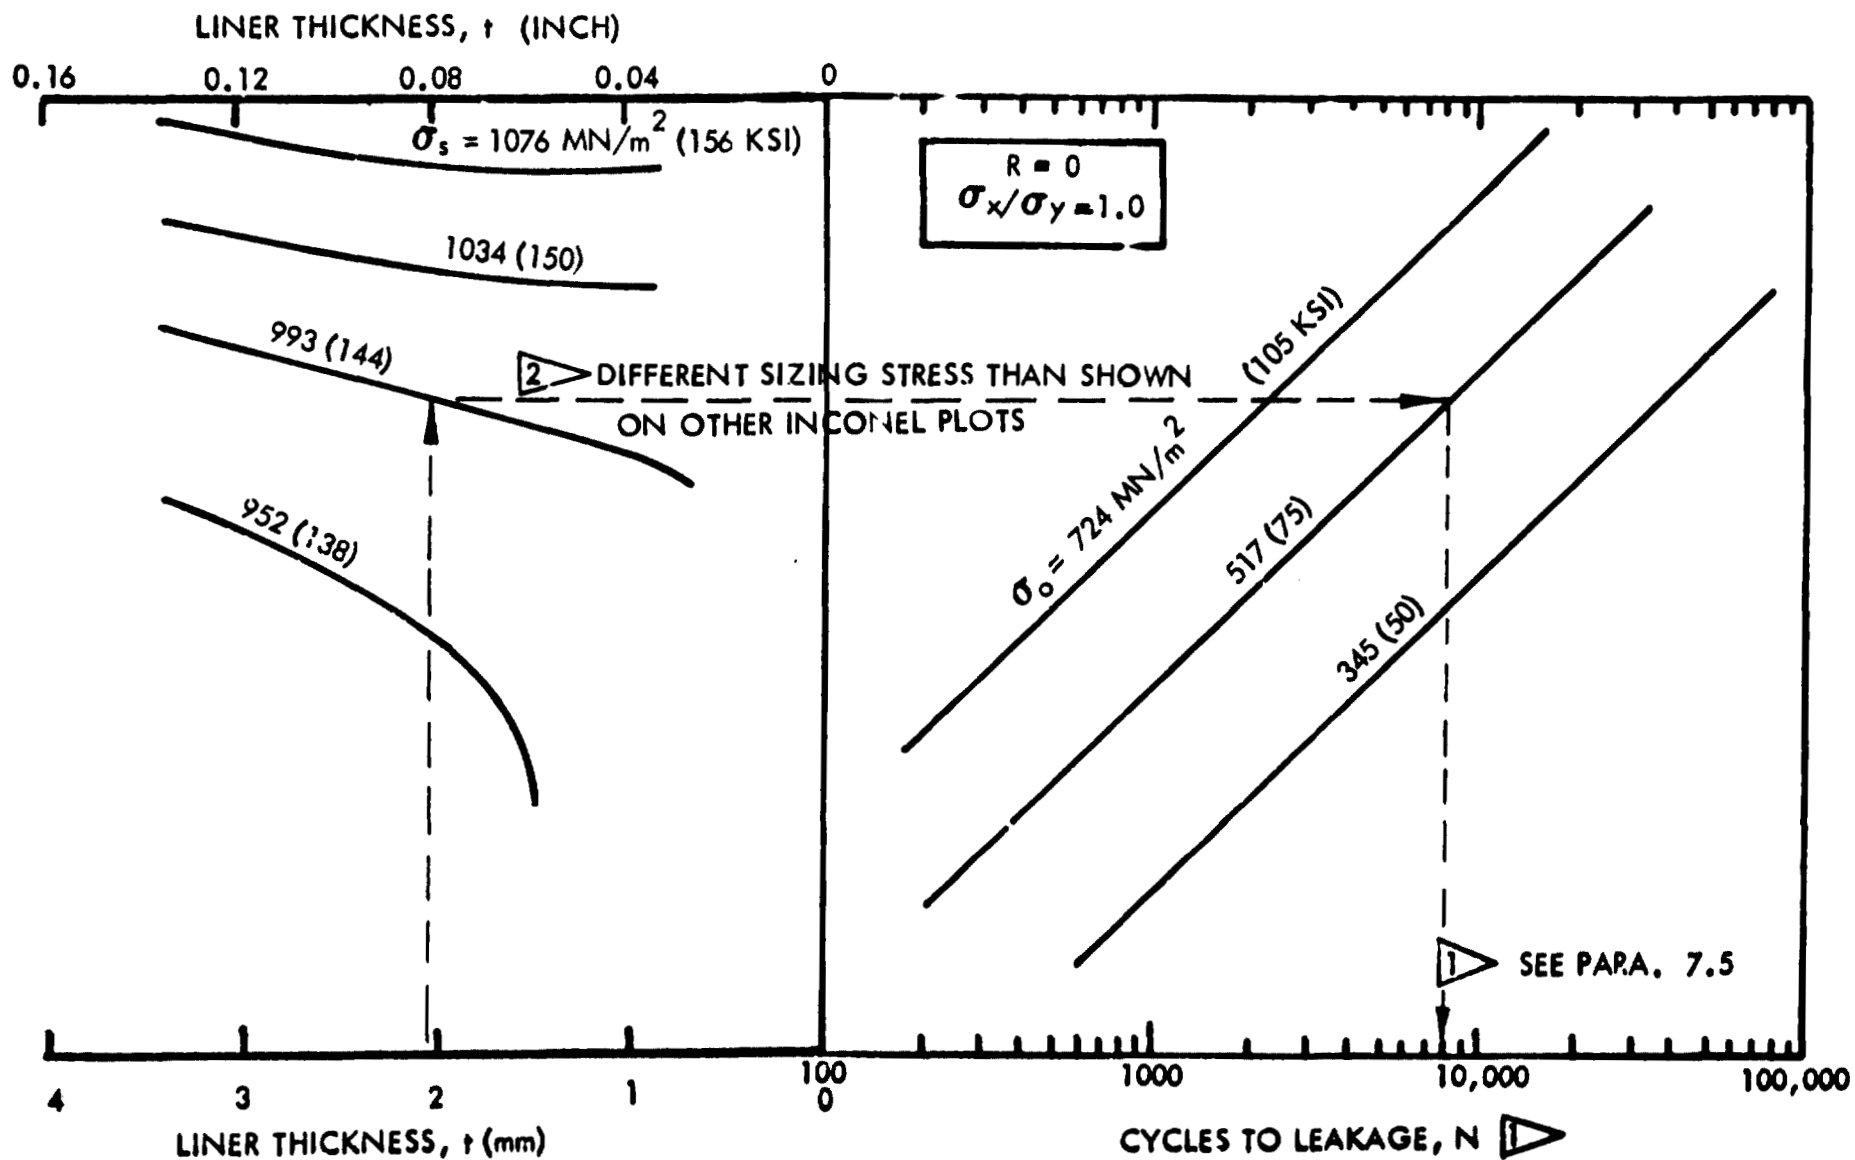 LINER THICKNESS, t (INCH)
0.16 0.12 0.08 0.04 0
σs = 1076 MN/m² (156 KSI)
R = 0
σx/σy = 1.0
1034 (150)
993 (144)
2 DIFFERENT SIZING STRESS THAN SHOWN
ON OTHER INCONEL PLOTS
952 (138)
σo = 724 MN/m² (105 KSI)
517 (75)
345 (50)
1 SEE PARA. 7.5
4 3 2 1 0
100 1000 10,000 100,000
LINER THICKNESS, t (mm)
CYCLES TO LEAKAGE, N 1